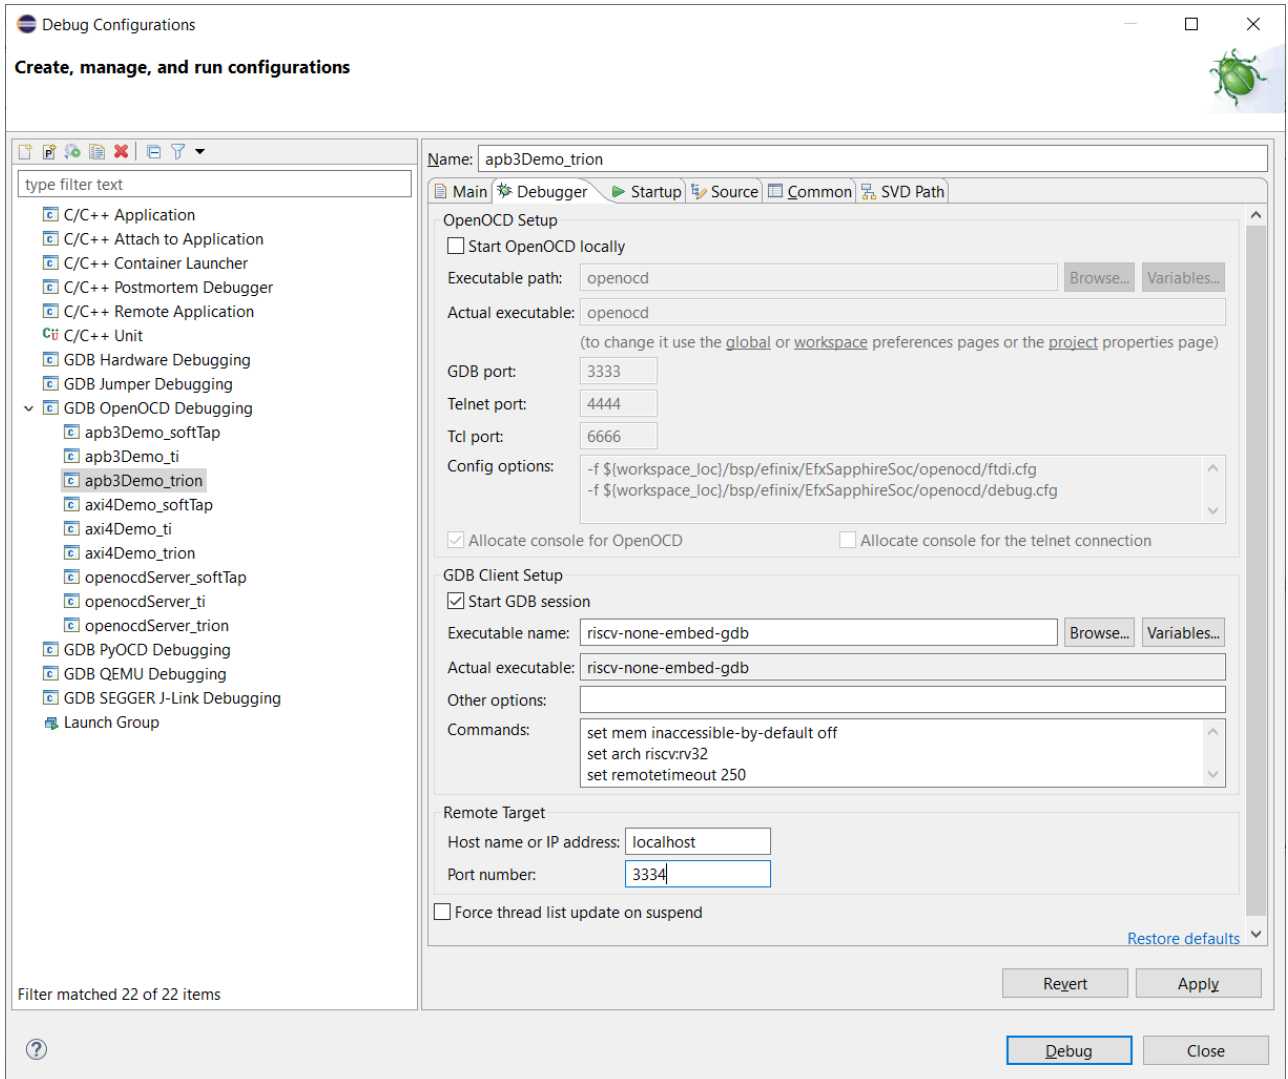 Debug Configurations
Create, manage, and run configurations
type filter text
C/C++ Application
C/C++ Attach to Application
C/C++ Container Launcher
C/C++ Postmortem Debugger
C/C++ Remote Application
C/C++ Unit
GDB Hardware Debugging
GDB Jumper Debugging
GDB OpenOCD Debugging
apb3Demo_softTap
apb3Demo_ti
apb3Demo_trion
axi4Demo_softTap
axi4Demo_ti
axi4Demo_trion
openocdServer_softTap
openocdServer_ti
openocdServer_trion
GDB PyOCD Debugging
GDB QEMU Debugging
GDB SEGGER J-Link Debugging
Launch Group
Filter matched 22 of 22 items
Name: apb3Demo_trion
Main Debugger Startup Source Common SVD Path
OpenOCD Setup
Start OpenOCD locally
Executable path: openocd Browse... Variables...
Actual executable: openocd
(to change it use the global or workspace preferences pages or the project properties page)
GDB port: 3333
Telnet port: 4444
Tcl port: 6666
Config options: -f ${workspace_loc}/bsp/efinix/EfxSapphireSoc/openocd/ftdi.cfg
-f ${workspace_loc}/bsp/efinix/EfxSapphireSoc/openocd/debug.cfg
Allocate console for OpenOCD Allocate console for the telnet connection
GDB Client Setup
Start GDB session
Executable name: riscv-none-embed-gdb Browse... Variables...
Actual executable: riscv-none-embed-gdb
Other options:
Commands: set mem inaccessible-by-default off
set arch riscv:rv32
set remotetimeout 250
Remote Target
Host name or IP address: localhost
Port number: 3334
Force thread list update on suspend
Restore defaults
Revert Apply
Debug Close